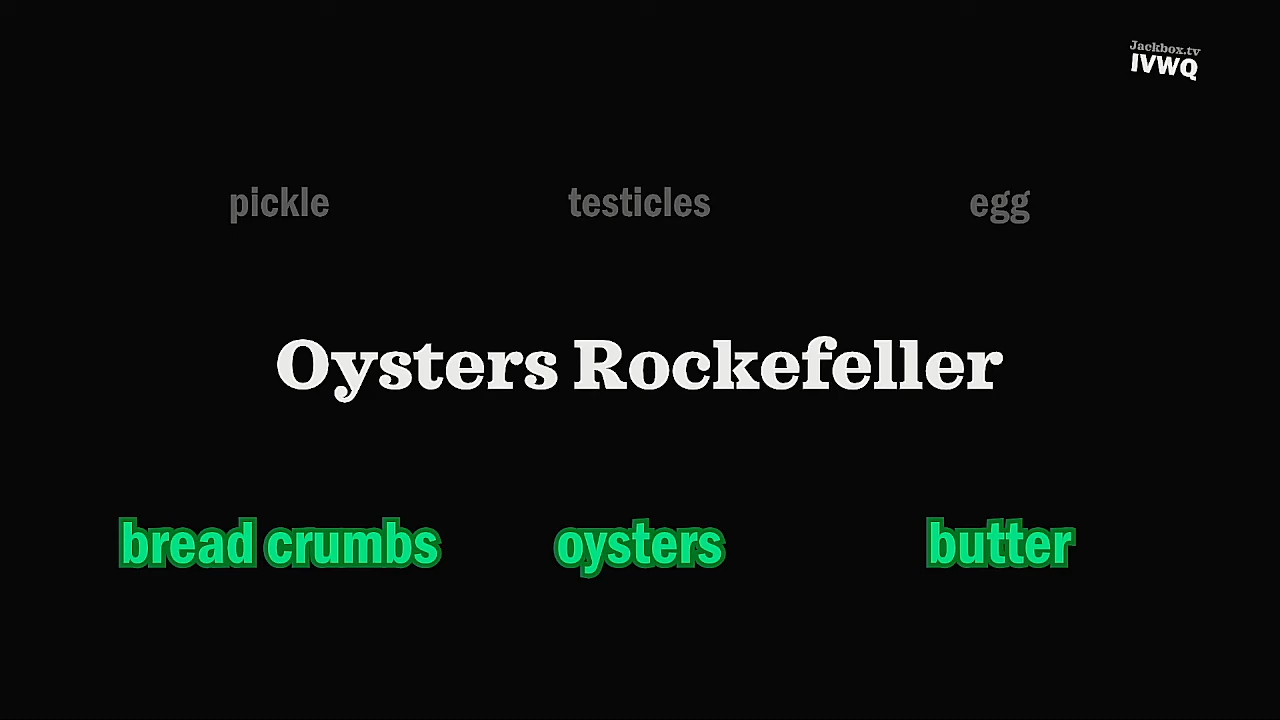 Jackbox.tv
IVWQ
pickle testicles egg
Oysters Rockefeller
bread crumbs oysters butter